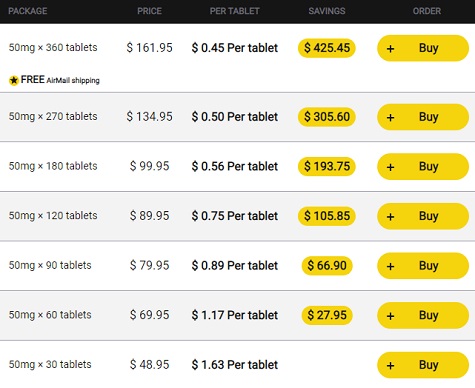 PACKAGE PRICE PER TABLET SAVINGS ORDER
50mg × 360 tablets $ 161.95 $ 0.45 Per tablet $ 425.45 + Buy
FREE AirMail shipping
50mg × 270 tablets $ 134.95 $ 0.50 Per tablet $ 305.60 + Buy
50mg × 180 tablets $ 99.95 $ 0.56 Per tablet $ 193.75 + Buy
50mg × 120 tablets $ 89.95 $ 0.75 Per tablet $ 105.85 + Buy
50mg × 90 tablets $ 79.95 $ 0.89 Per tablet $ 66.90 + Buy
50mg × 60 tablets $ 69.95 $ 1.17 Per tablet $ 27.95 + Buy
50mg × 30 tablets $ 48.95 $ 1.63 Per tablet + Buy